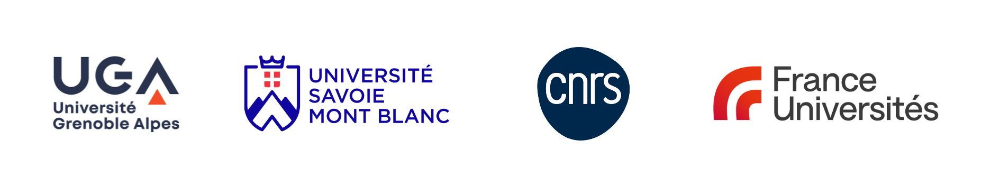 UGA
Université
Grenoble Alpes
UNIVERSITÉ
SAVOIE
MONT BLANC
cnrs
France
Universités